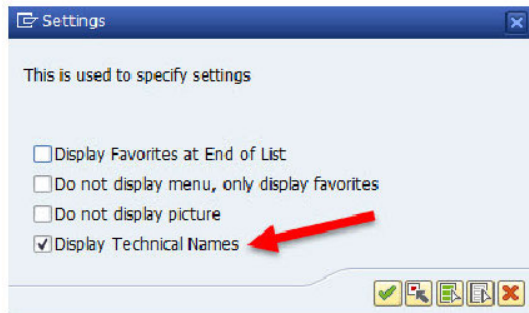 Settings
This is used to specify settings
Display Favorites at End of List
Do not display menu, only display favorites
Do not display picture
Display Technical Names